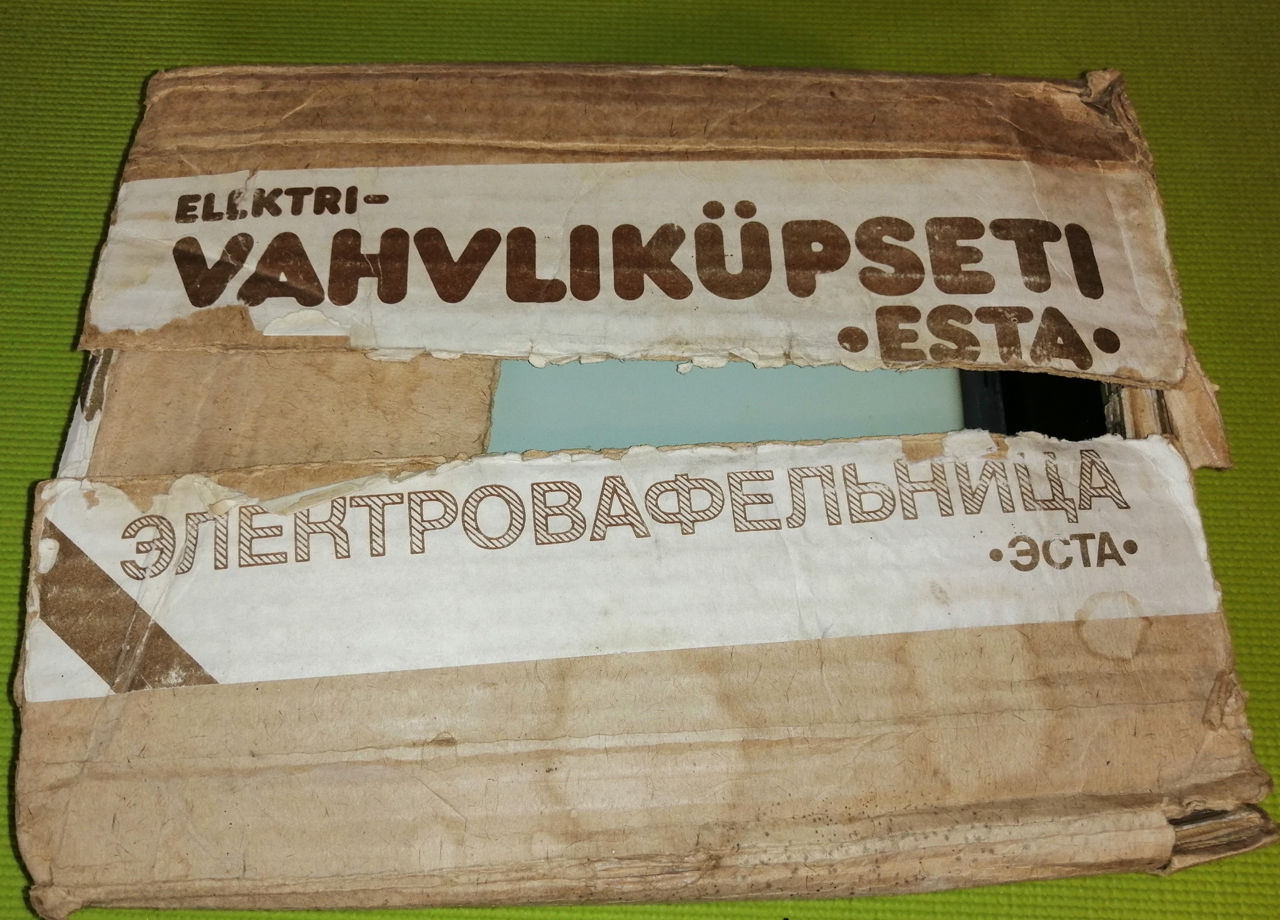 ELEKTRI-
VAHVLIKÜPSETI
•ESTA•
ЭЛЕКТРОВАФЕЛЬНИЦА
•ЭСТА•